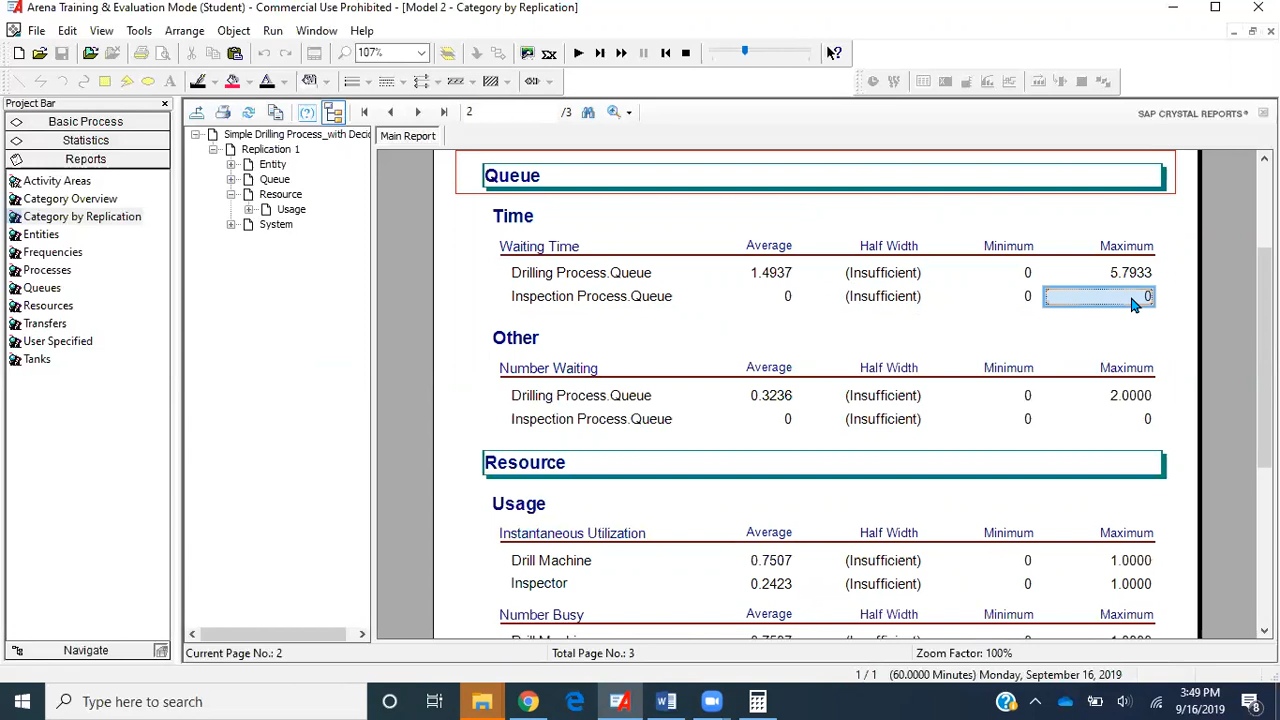 Arena Training & Evaluation Mode (Student) - Commercial Use Prohibited - [Model 2 - Category by Replication]
File Edit View Tools Arrange Object Run Window Help
107%
Project Bar
Basic Process
Statistics
Reports
Activity Areas
Category Overview
Category by Replication
Entities
Frequencies
Processes
Queues
Resources
Transfers
User Specified
Tanks
Navigate
2 /3
SAP CRYSTAL REPORTS®
Simple Drilling Process_with Decid
Replication 1
Entity
Queue
Resource
Usage
System
Main Report
Queue
Time
Waiting Time Average Half Width Minimum Maximum
Drilling Process.Queue 1.4937 (Insufficient) 0 5.7933
Inspection Process.Queue 0 (Insufficient) 0 0
Other
Number Waiting Average Half Width Minimum Maximum
Drilling Process.Queue 0.3236 (Insufficient) 0 2.0000
Inspection Process.Queue 0 (Insufficient) 0 0
Resource
Usage
Instantaneous Utilization Average Half Width Minimum Maximum
Drill Machine 0.7507 (Insufficient) 0 1.0000
Inspector 0.2423 (Insufficient) 0 1.0000
Number Busy Average Half Width Minimum Maximum
Current Page No.: 2 Total Page No.: 3 Zoom Factor: 100%
1 / 1 (60.0000 Minutes) Monday, September 16, 2019
Type here to search
3:49 PM
9/16/2019
8